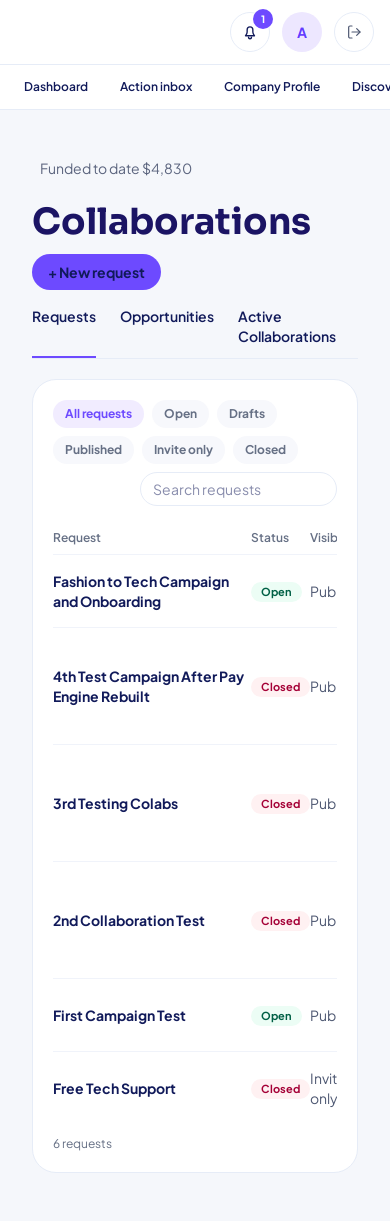 1
A
Dashboard Action inbox Company Profile Discov
Funded to date $4,830
Collaborations
+ New request
Requests Opportunities Active
Collaborations
All requests Open Drafts
Published Invite only Closed
Search requests
Request Status Visib
Fashion to Tech Campaign
and Onboarding
Open Pub
4th Test Campaign After Pay
Engine Rebuilt
Closed Pub
3rd Testing Colabs Closed Pub
2nd Collaboration Test Closed Pub
First Campaign Test Open Pub
Free Tech Support Closed Invit
only
6 requests